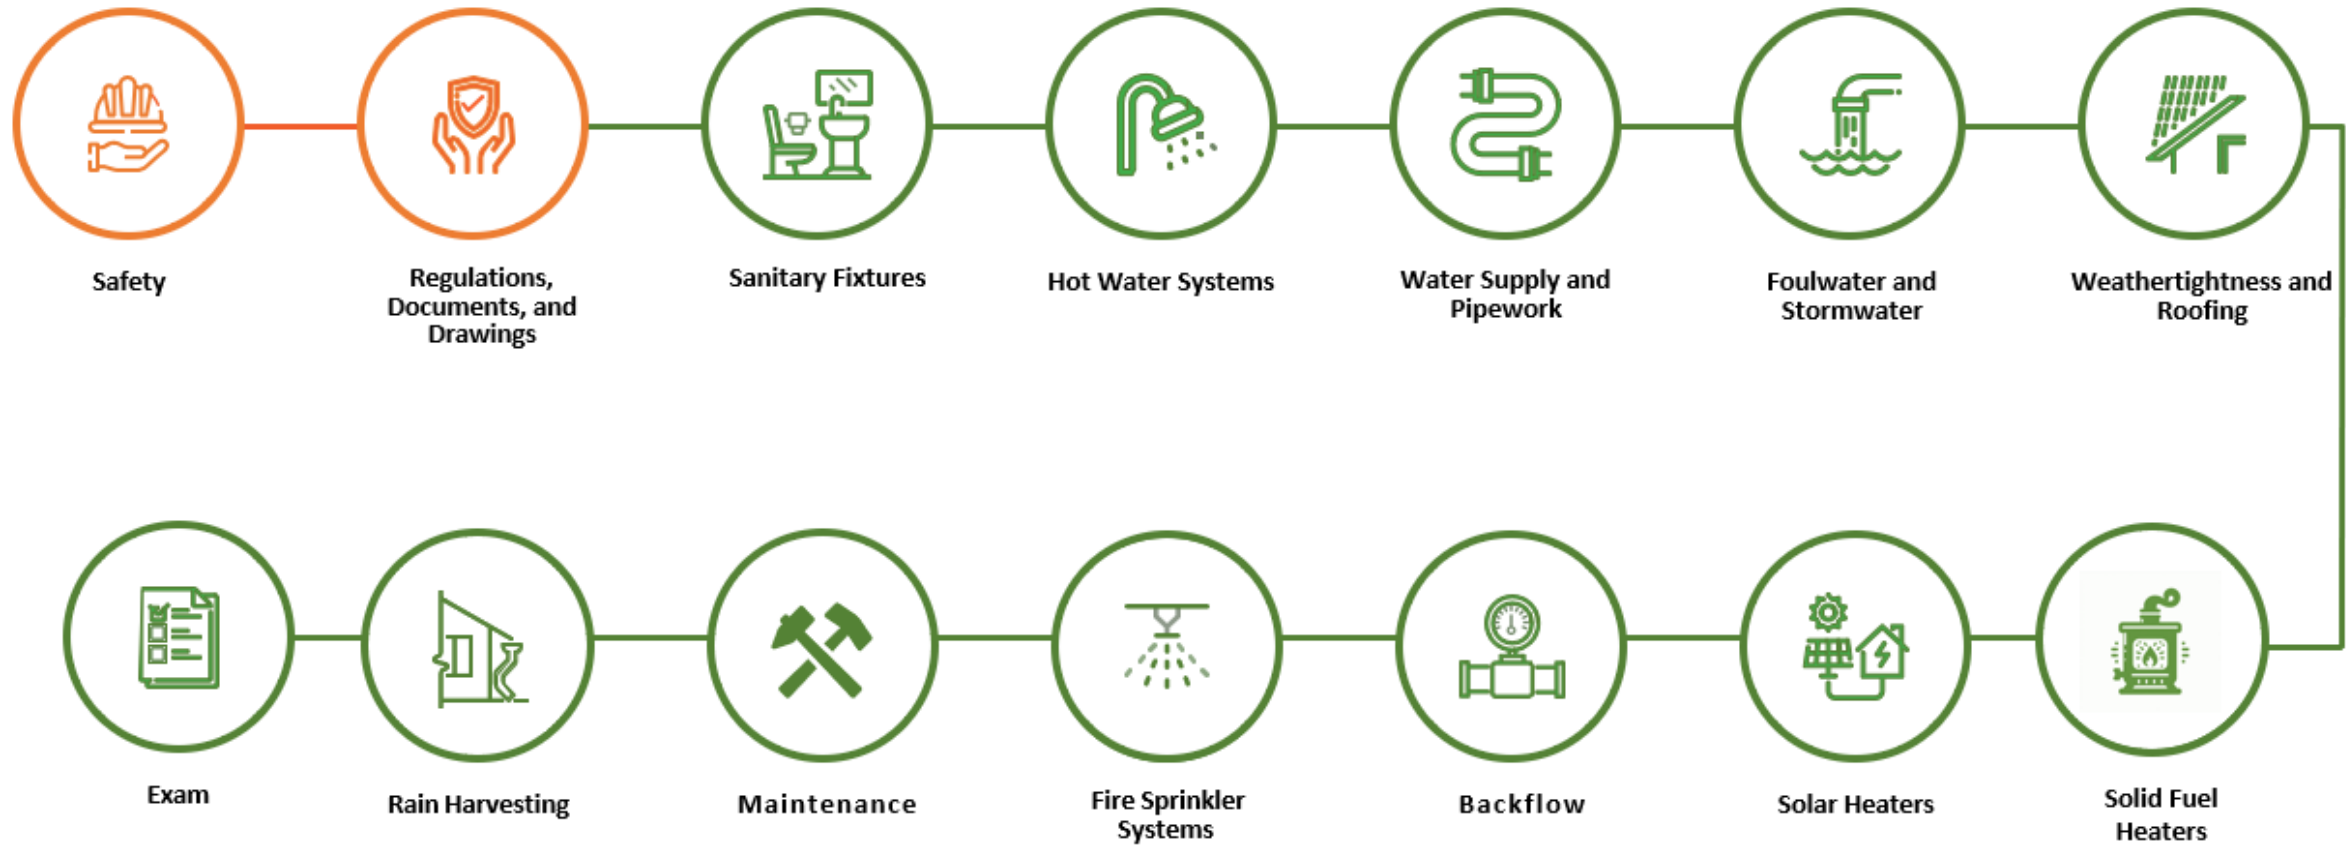 Safety
Regulations,
Documents, and
Drawings
Sanitary Fixtures
Hot Water Systems
Water Supply and
Pipework
Foulwater and
Stormwater
Weathertightness and
Roofing
Exam
Rain Harvesting
Maintenance
Fire Sprinkler
Systems
Backflow
Solar Heaters
Solid Fuel
Heaters